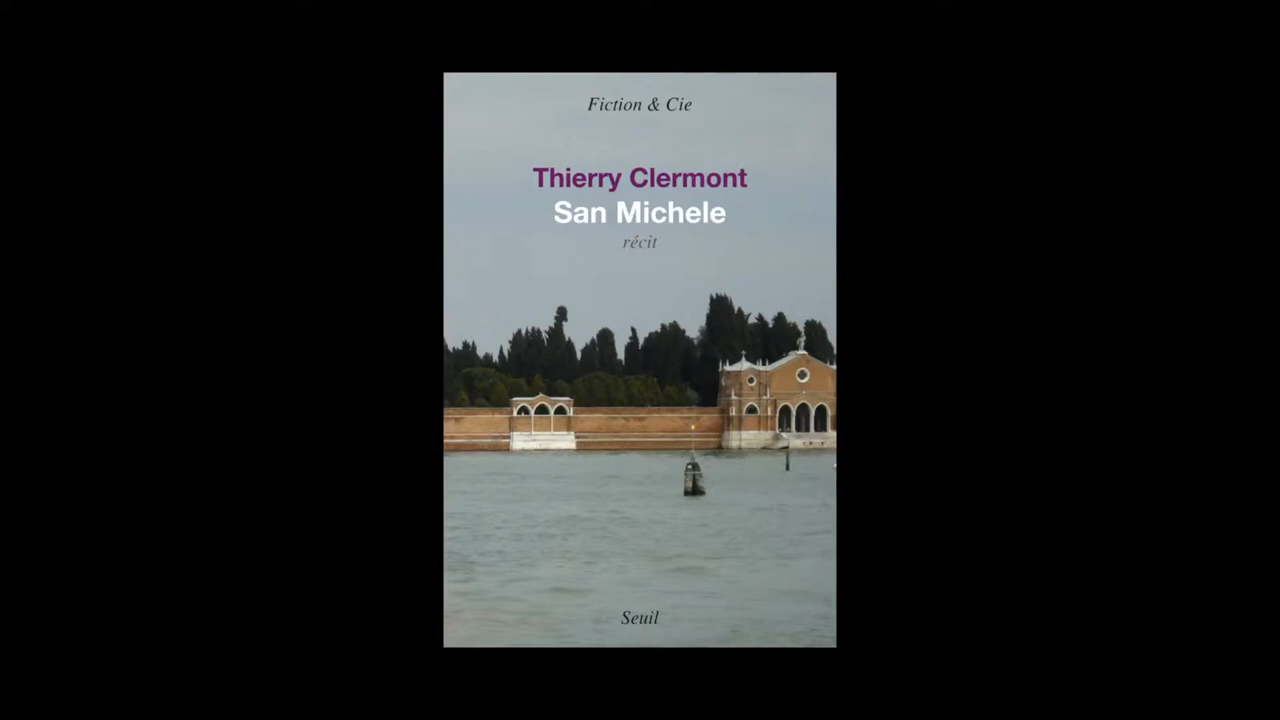 Fiction & Cie
Thierry Clermont
San Michele
récit
Seuil